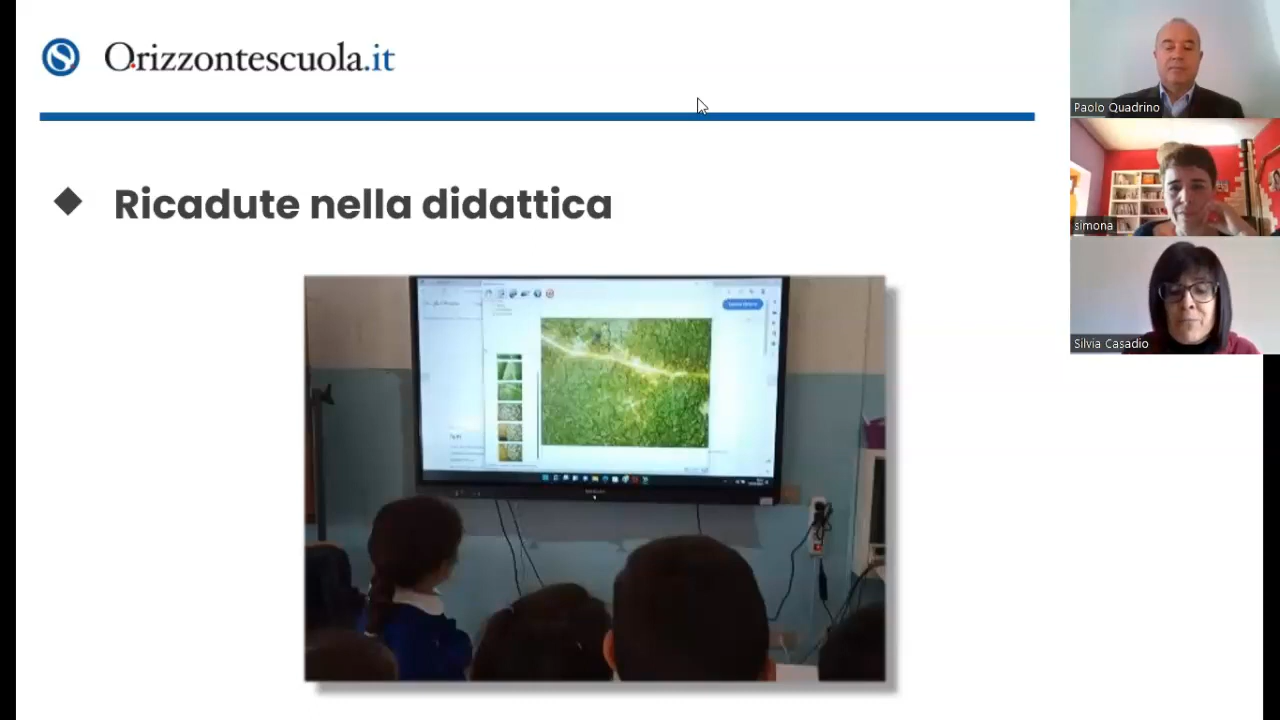 Orizzontescuola.it
Ricadute nella didattica
Paolo Quadrino
simona
Silvia Casadio